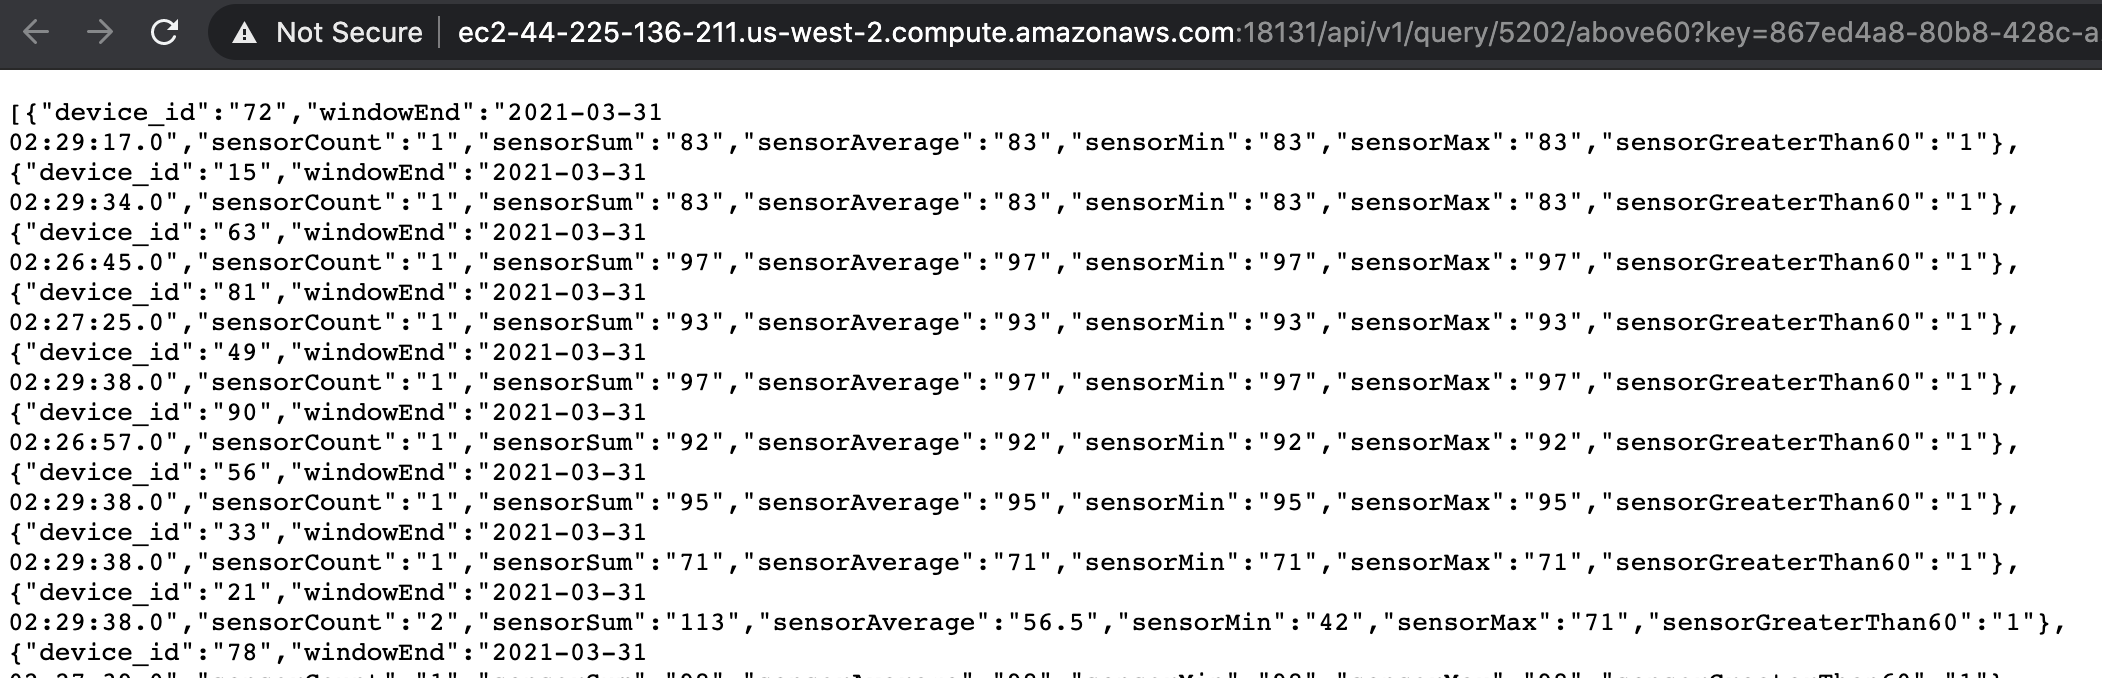 Not Secure ec2-44-225-136-211.us-west-2.compute.amazonaws.com:18131/api/v1/query/5202/above60?key=867ed4a8-80b8-428c-a
[{"device_id":"72","windowEnd":"2021-03-31
02:29:17.0","sensorCount":"1","sensorSum":"83","sensorAverage":"83","sensorMin":"83","sensorMax":"83","sensorGreaterThan60":"1"},
{"device_id":"15","windowEnd":"2021-03-31
02:29:34.0","sensorCount":"1","sensorSum":"83","sensorAverage":"83","sensorMin":"83","sensorMax":"83","sensorGreaterThan60":"1"},
{"device_id":"63","windowEnd":"2021-03-31
02:26:45.0","sensorCount":"1","sensorSum":"97","sensorAverage":"97","sensorMin":"97","sensorMax":"97","sensorGreaterThan60":"1"},
{"device_id":"81","windowEnd":"2021-03-31
02:27:25.0","sensorCount":"1","sensorSum":"93","sensorAverage":"93","sensorMin":"93","sensorMax":"93","sensorGreaterThan60":"1"},
{"device_id":"49","windowEnd":"2021-03-31
02:29:38.0","sensorCount":"1","sensorSum":"97","sensorAverage":"97","sensorMin":"97","sensorMax":"97","sensorGreaterThan60":"1"},
{"device_id":"90","windowEnd":"2021-03-31
02:26:57.0","sensorCount":"1","sensorSum":"92","sensorAverage":"92","sensorMin":"92","sensorMax":"92","sensorGreaterThan60":"1"},
{"device_id":"56","windowEnd":"2021-03-31
02:29:38.0","sensorCount":"1","sensorSum":"95","sensorAverage":"95","sensorMin":"95","sensorMax":"95","sensorGreaterThan60":"1"},
{"device_id":"33","windowEnd":"2021-03-31
02:29:38.0","sensorCount":"1","sensorSum":"71","sensorAverage":"71","sensorMin":"71","sensorMax":"71","sensorGreaterThan60":"1"},
{"device_id":"21","windowEnd":"2021-03-31
02:29:38.0","sensorCount":"2","sensorSum":"113","sensorAverage":"56.5","sensorMin":"42","sensorMax":"71","sensorGreaterThan60":"1"},
{"device_id":"78","windowEnd":"2021-03-31